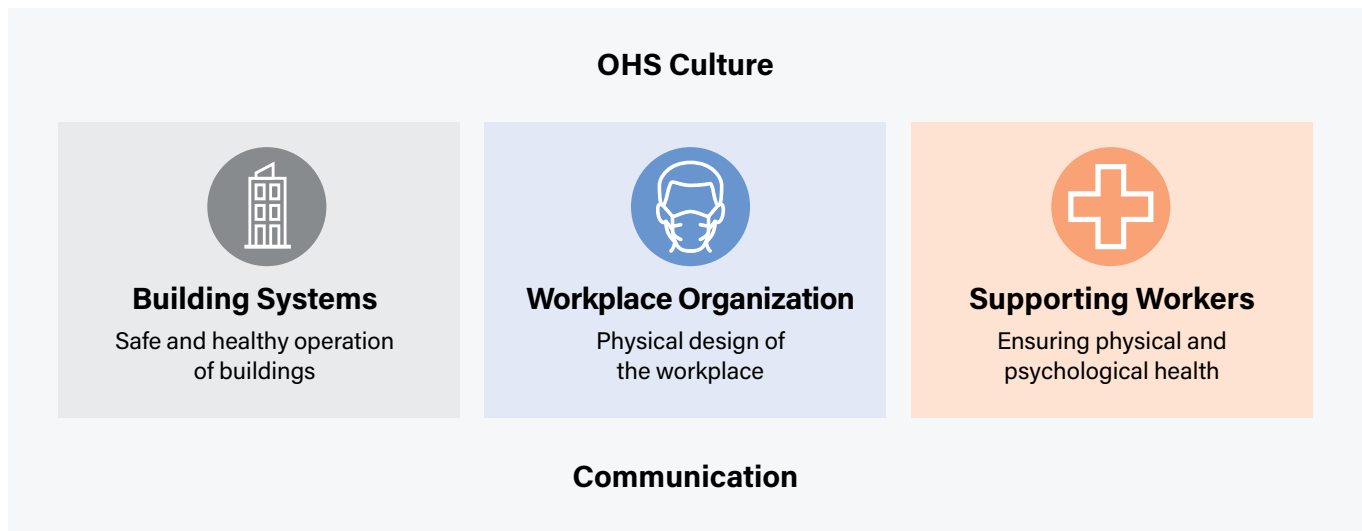 OHS Culture
Building Systems
Safe and healthy operation
of buildings
Workplace Organization
Physical design of
the workplace
Supporting Workers
Ensuring physical and
psychological health
Communication